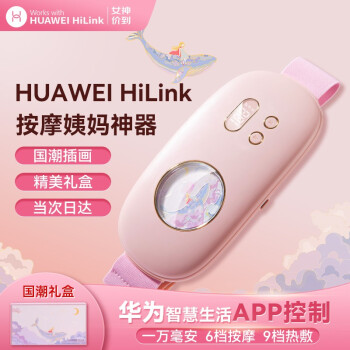 Works with
HUAWEI HiLink
女神
价到
HUAWEI HiLink
按摩姨妈神器
国潮插画
精美礼盒
当次日达
国潮礼盒
华为智慧生活APP控制
一万毫安 6档按摩 9档热敷